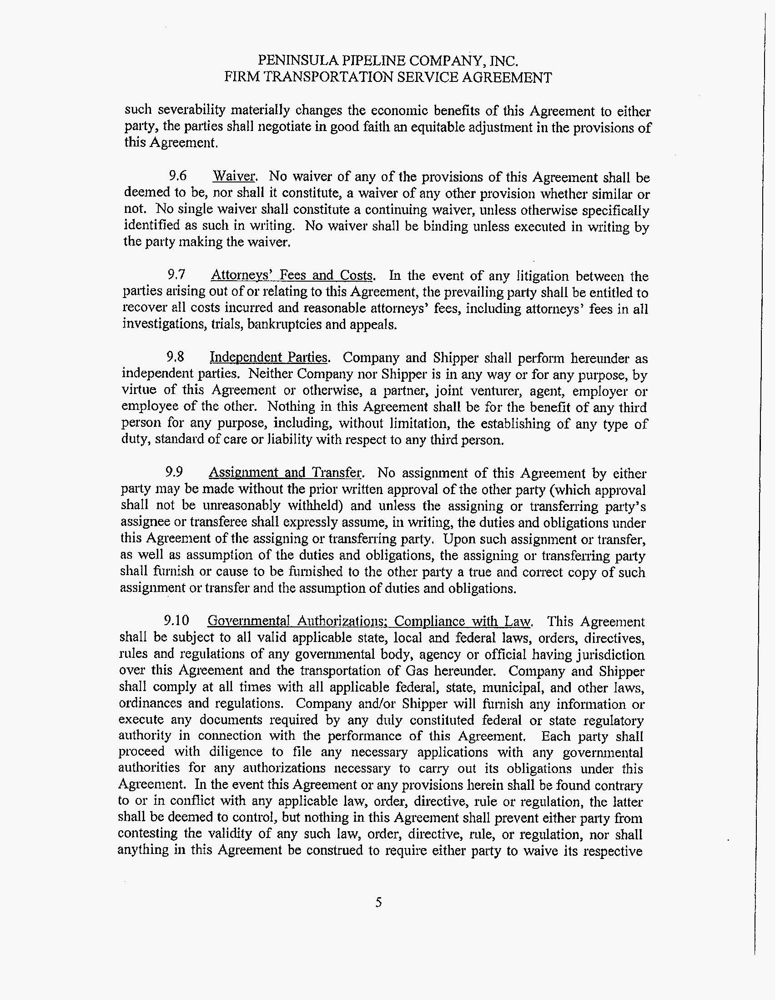 PENINSULA PIPELINE COMPANY, INC.
FIRM TRANSPORTATION SERVICE AGREEMENT
such severability materially changes the economic benefits of this Agreement to either
party, the parties shall negotiate in good faith an equitable adjustment in the provisions of
this Agreement.
9.6 Waiver. No waiver of any of the provisions of this Agreement shall be
deemed to be, nor shall it constitute, a waiver of any other provision whether similar or
not. No single waiver shall constitute a continuing waiver, unless otherwise specifically
identified as such in writing. No waiver shall be binding unless executed in writing by
the party making the waiver.
9.7 Attorneys' Fees and Costs. In the event of any litigation between the
parties arising out of or relating to this Agreement, the prevailing party shall be entitled to
recover all costs incurred and reasonable attorneys' fees, including attorneys' fees in all
investigations, trials, bankruptcies and appeals.
9.8 Independent Parties. Company and Shipper shall perform hereunder as
independent parties. Neither Company nor Shipper is in any way or for any purpose, by
virtue of this Agreement or otherwise, a partner, joint venturer, agent, employer or
employee of the other. Nothing in this Agreement shall be for the benefit of any third
person for any purpose, including, without limitation, the establishing of any type of
duty, standard of care or liability with respect to any third person.
9.9 Assignment and Transfer. No assignment of this Agreement by either
party may be made without the prior written approval of the other party (which approval
shall not be unreasonably withheld) and unless the assigning or transferring party's
assignee or transferee shall expressly assume, in writing, the duties and obligations under
this Agreement of the assigning or transferring party. Upon such assignment or transfer,
as well as assumption of the duties and obligations, the assigning or transferring party
shall furnish or cause to be furnished to the other party a true and correct copy of such
assignment or transfer and the assumption of duties and obligations.
9.10 Governmental Authorizations; Compliance with Law. This Agreement
shall be subject to all valid applicable state, local and federal laws, orders, directives,
rules and regulations of any governmental body, agency or official having jurisdiction
over this Agreement and the transportation of Gas hereunder. Company and Shipper
shall comply at all times with all applicable federal, state, municipal, and other laws,
ordinances and regulations. Company and/or Shipper will furnish any information or
execute any documents required by any duly constituted federal or state regulatory
authority in connection with the performance of this Agreement. Each party shall
proceed with diligence to file any necessary applications with any governmental
authorities for any authorizations necessary to carry out its obligations under this
Agreement. In the event this Agreement or any provisions herein shall be found contrary
to or in conflict with any applicable law, order, directive, rule or regulation, the latter
shall be deemed to control, but nothing in this Agreement shall prevent either party from
contesting the validity of any such law, order, directive, rule, or regulation, nor shall
anything in this Agreement be construed to require either party to waive its respective
5